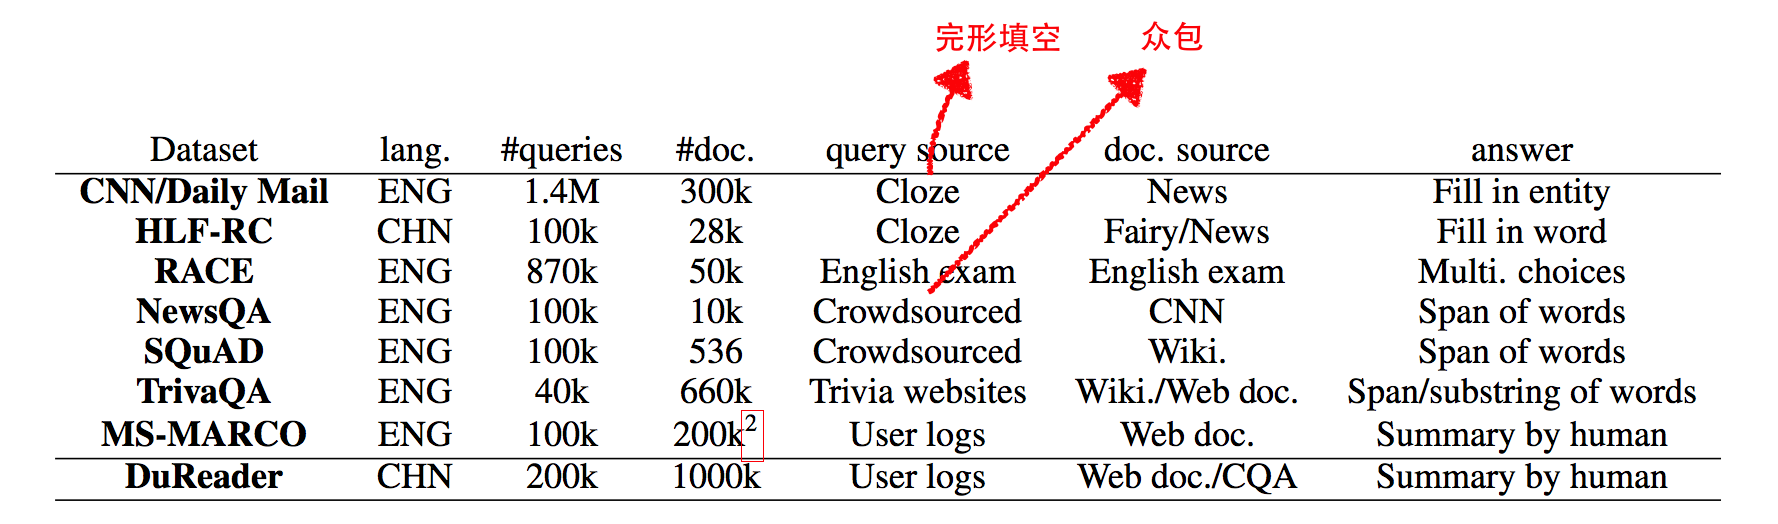 完形填空 众包
Dataset lang. #queries #doc. query source doc. source answer
CNN/Daily Mail ENG 1.4M 300k Cloze News Fill in entity
HLF-RC CHN 100k 28k Cloze Fairy/News Fill in word
RACE ENG 870k 50k English exam English exam Multi. choices
NewsQA ENG 100k 10k Crowdsourced CNN Span of words
SQuAD ENG 100k 536 Crowdsourced Wiki. Span of words
TrivaQA ENG 40k 660k Trivia websites Wiki./Web doc. Span/substring of words
MS-MARCO ENG 100k 200k² User logs Web doc. Summary by human
DuReader CHN 200k 1000k User logs Web doc./CQA Summary by human